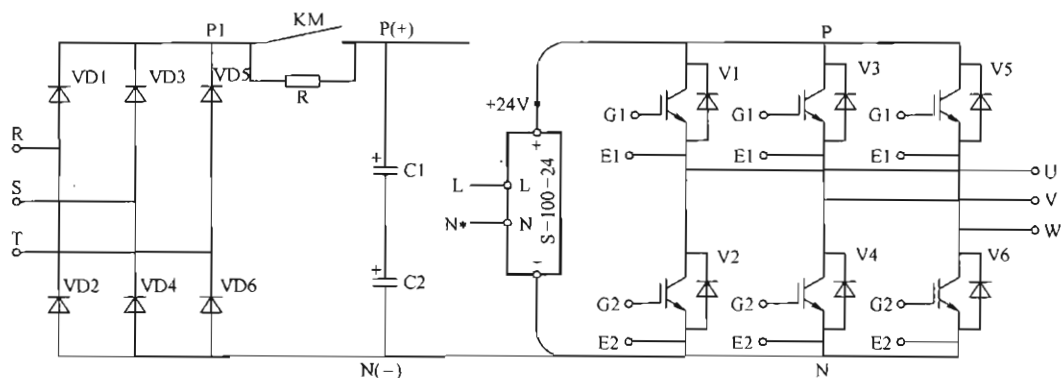 P1
KM
P(+)
P
VD1
VD3
VD5
R
+24V
V1
V3
V5
G1
G1
G1
R
+
E1
E1
E1
+
C1
U
S
L
L
S-100-24
V
N*
N
W
T
-
VD2
VD4
VD6
+
C2
V2
V4
V6
G2
G2
G2
E2
E2
E2
N(-)
N